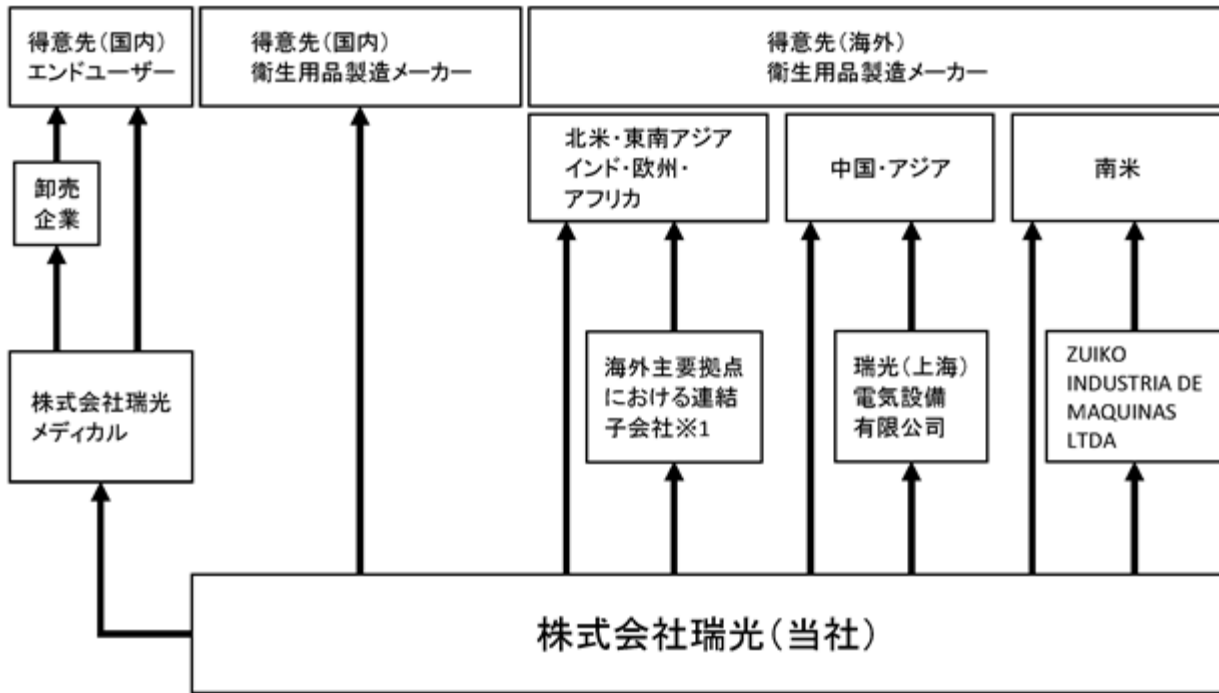 得意先(国内)
エンドユーザー
得意先(国内)
衛生用品製造メーカー
得意先(海外)
衛生用品製造メーカー
北米・東南アジア
インド・欧州・
アフリカ
中国・アジア
南米
卸売
企業
株式会社瑞光
メディカル
海外主要拠点
における連結
子会社※1
瑞光(上海)
電気設備
有限公司
ZUIKO
INDUSTRIA DE
MAQUINAS
LTDA
株式会社瑞光(当社)